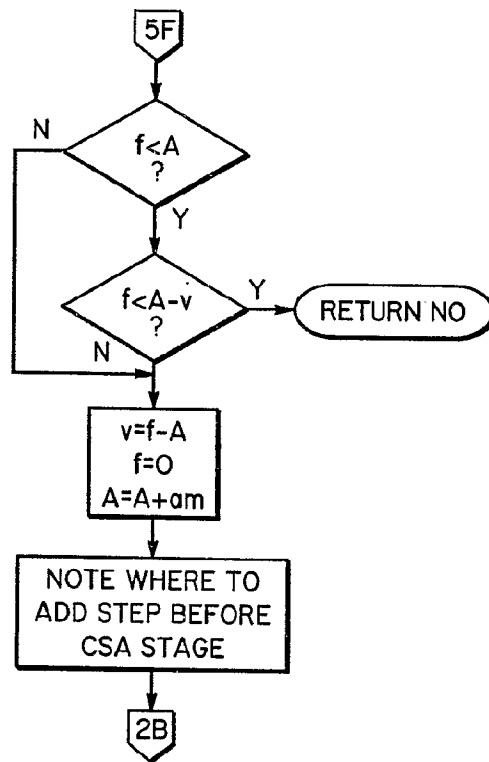 5F
N
f<A
?
Y
f<A-v
?
Y
RETURN NO
N
v=f-A
f=0
A=A+am
NOTE WHERE TO
ADD STEP BEFORE
CSA STAGE
2B